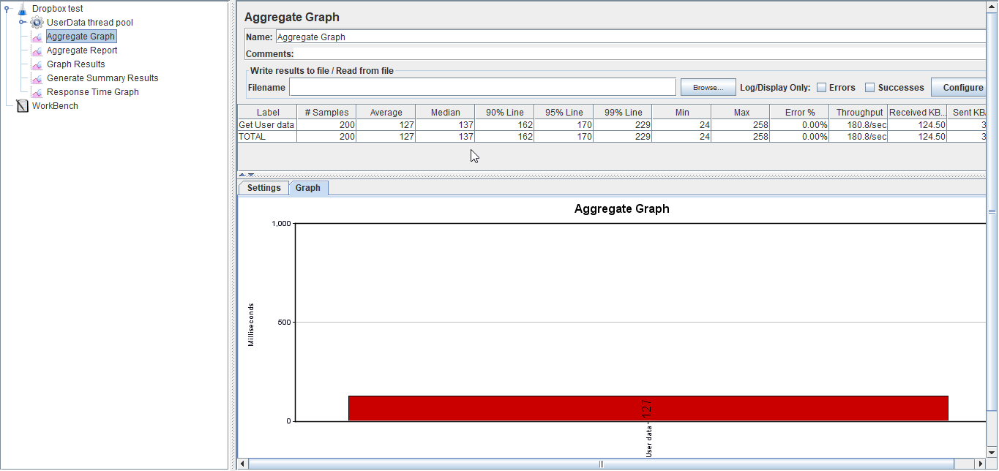 Dropbox test
UserData thread pool
Aggregate Graph
Aggregate Report
Graph Results
Generate Summary Results
Response Time Graph
WorkBench
Aggregate Graph
Name: Aggregate Graph
Comments:
Write results to file / Read from file
Filename Browse... Log/Display Only: Errors Successes Configure
Label # Samples Average Median 90% Line 95% Line 99% Line Min Max Error % Throughput Received KB... Sent KB/
Get User data 200 127 137 162 170 229 24 258 0.00% 180.8/sec 124.50 3
TOTAL 200 127 137 162 170 229 24 258 0.00% 180.8/sec 124.50 3
Settings Graph
Aggregate Graph
1,000
500
0
Milliseconds
127
User data